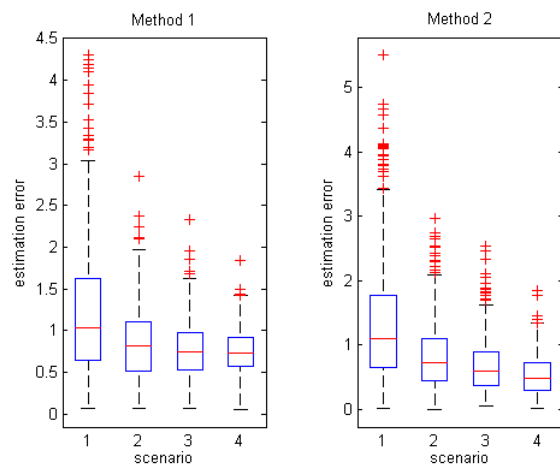 Method 1
4.5
4
3.5
3
2.5
2
1.5
1
0.5
0
estimation error
1 2 3 4
scenario
Method 2
5
4
3
2
1
0
estimation error
1 2 3 4
scenario